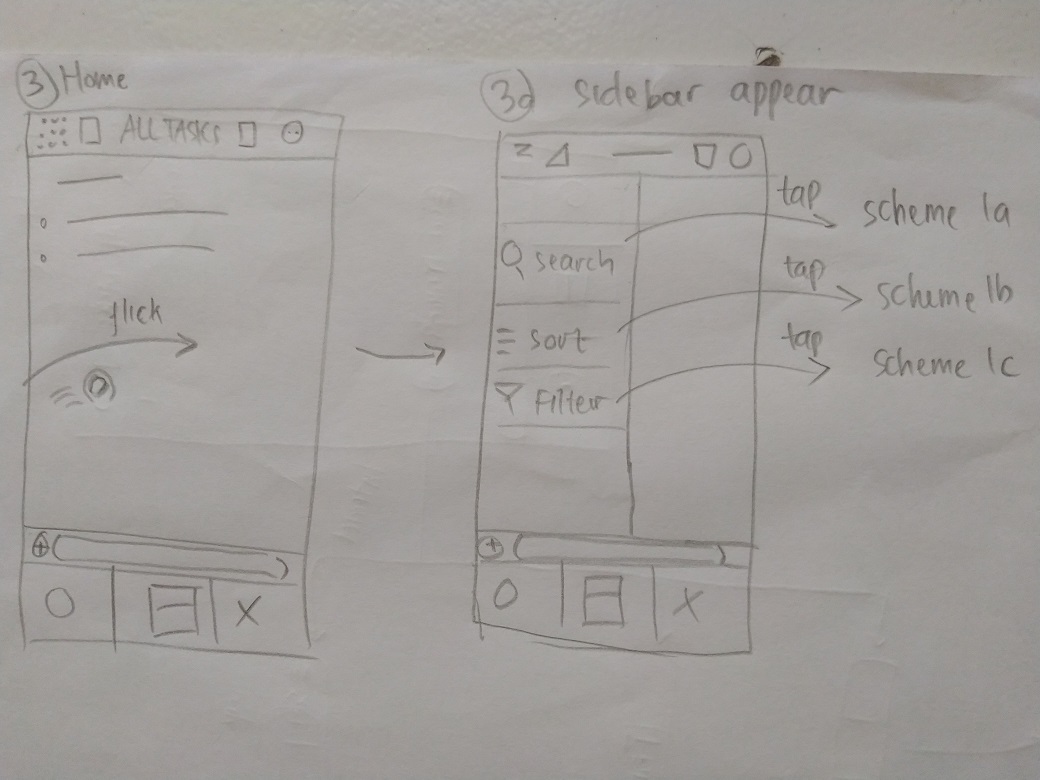 3 Home
ALL TASKS
flick
3a sidebar appear
search
sort
Filter
tap
scheme 1a
tap
scheme 1b
tap
scheme 1c